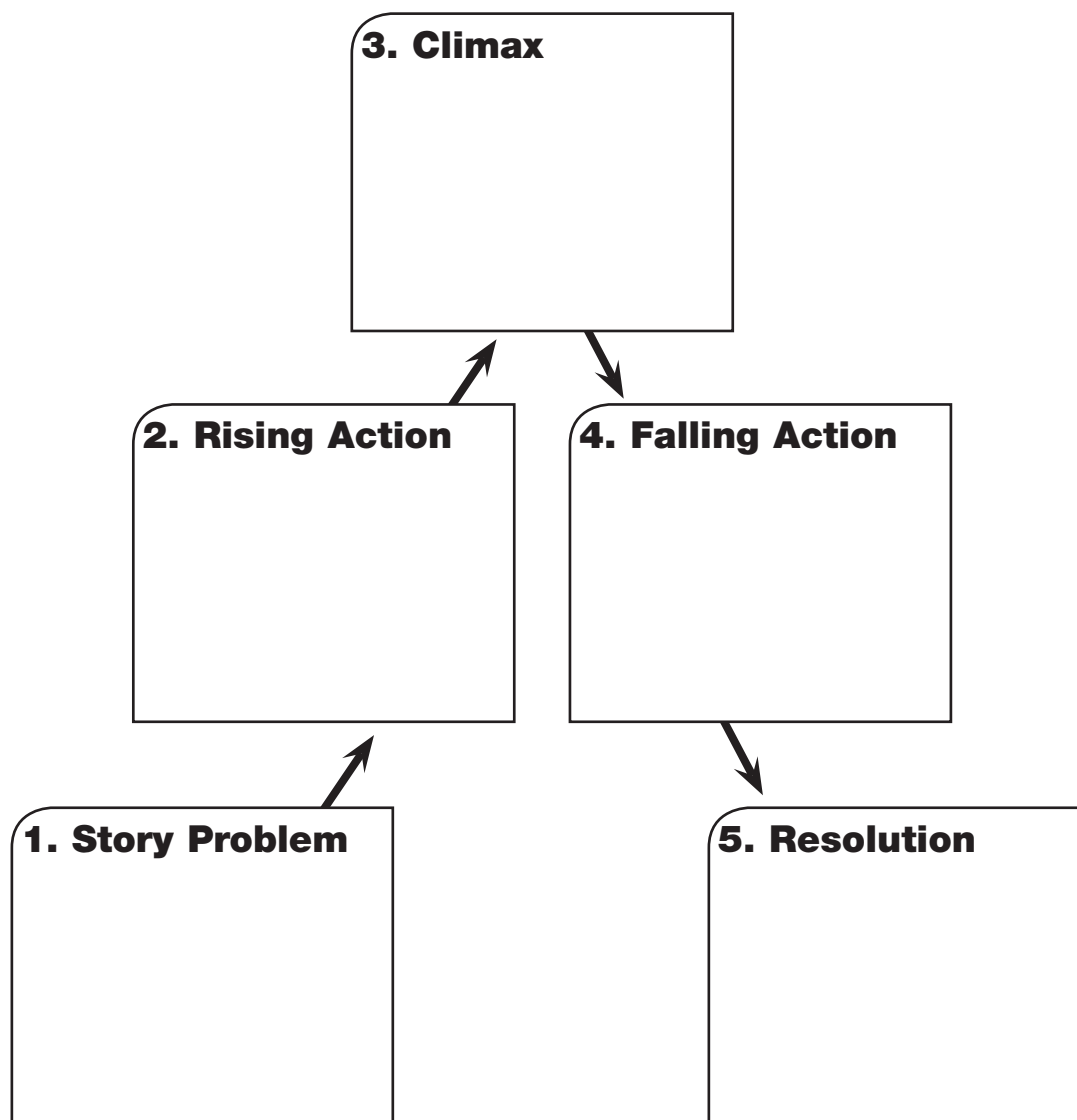 3. Climax
2. Rising Action
4. Falling Action
1. Story Problem
5. Resolution